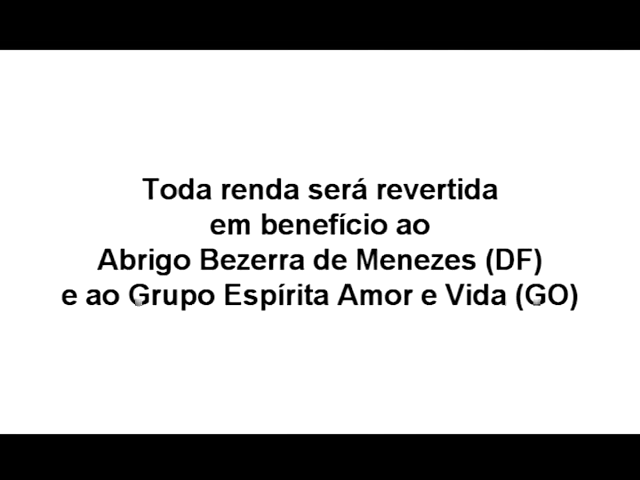 Toda renda será revertida
em benefício ao
Abrigo Bezerra de Menezes (DF)
e ao Grupo Espírita Amor e Vida (GO)